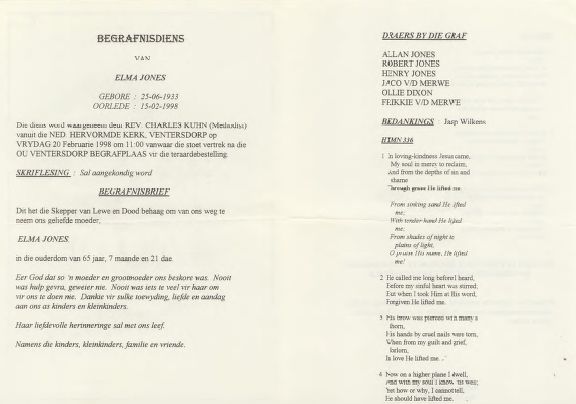 BEGRAFNISDIENS
VAN
ELMA JONES
GEBORE : 25-06-1933
OORLEDE : 15-02-1998
Die diens word waargeneem deur REV. CHARLES KUHN (Metodist)
vanuit die NED. HERVORMDE KERK, VENTERSDORP op
VRYDAG 20 Februarie 1998 om 11:00 vanwaar die stoet vertrek na die
OU VENTERSDORP BEGRAFPLAAS vir die teraardebestelling.
SKRIFLESING : Sal aangekondig word
BEGRAFNISBRIEF
Dit het die Skepper van Lewe en Dood behaag om van ons weg te
neem ons geliefde moeder,
ELMA JONES
in die ouderdom van 65 jaar, 7 maande en 21 dae.
Eer God dat so 'n moeder en grootmoeder ons beskore was. Nooit
was hulp gevra, geweier nie. Nooit was iets te veel vir haar om
vir ons te doen nie. Dankie vir sulke toewyding, liefde en aandag
aan ons as kinders en kleinkinders.
Haar liefdevolle herinneringe sal met ons leef.
Namens die kinders, kleinkinders, familie en vriende.
DRAERS BY DIE GRAF
ALLAN JONES
ROBERT JONES
HENRY JONES
JACO V/D MERWE
OLLIE DIXON
FRIKKIE V/D MERWE
BEDANKINGS : Jasp Wilkens
HYMN 336
1 In loving-kindness Jesus came,
My soul in mercy to reclaim,
And from the depths of sin and
shame
Through grace He lifted me.
From sinking sand He lifted
me;
With tender hand He lifted
me;
From shades of night to
plains of light,
O praise His name, He lifted
me!
2 He called me long before I heard,
Before my sinful heart was stirred;
But when I took Him at His word,
Forgiven He lifted me.
3 His brow was pierced with many a
thorn,
His hands by cruel nails were torn,
When from my guilt and grief,
forlorn,
In love He lifted me.
4 Now on a higher plane I dwell,
And with my soul I know, 'tis well;
Yet how or why, I cannot tell,
He should have lifted me.